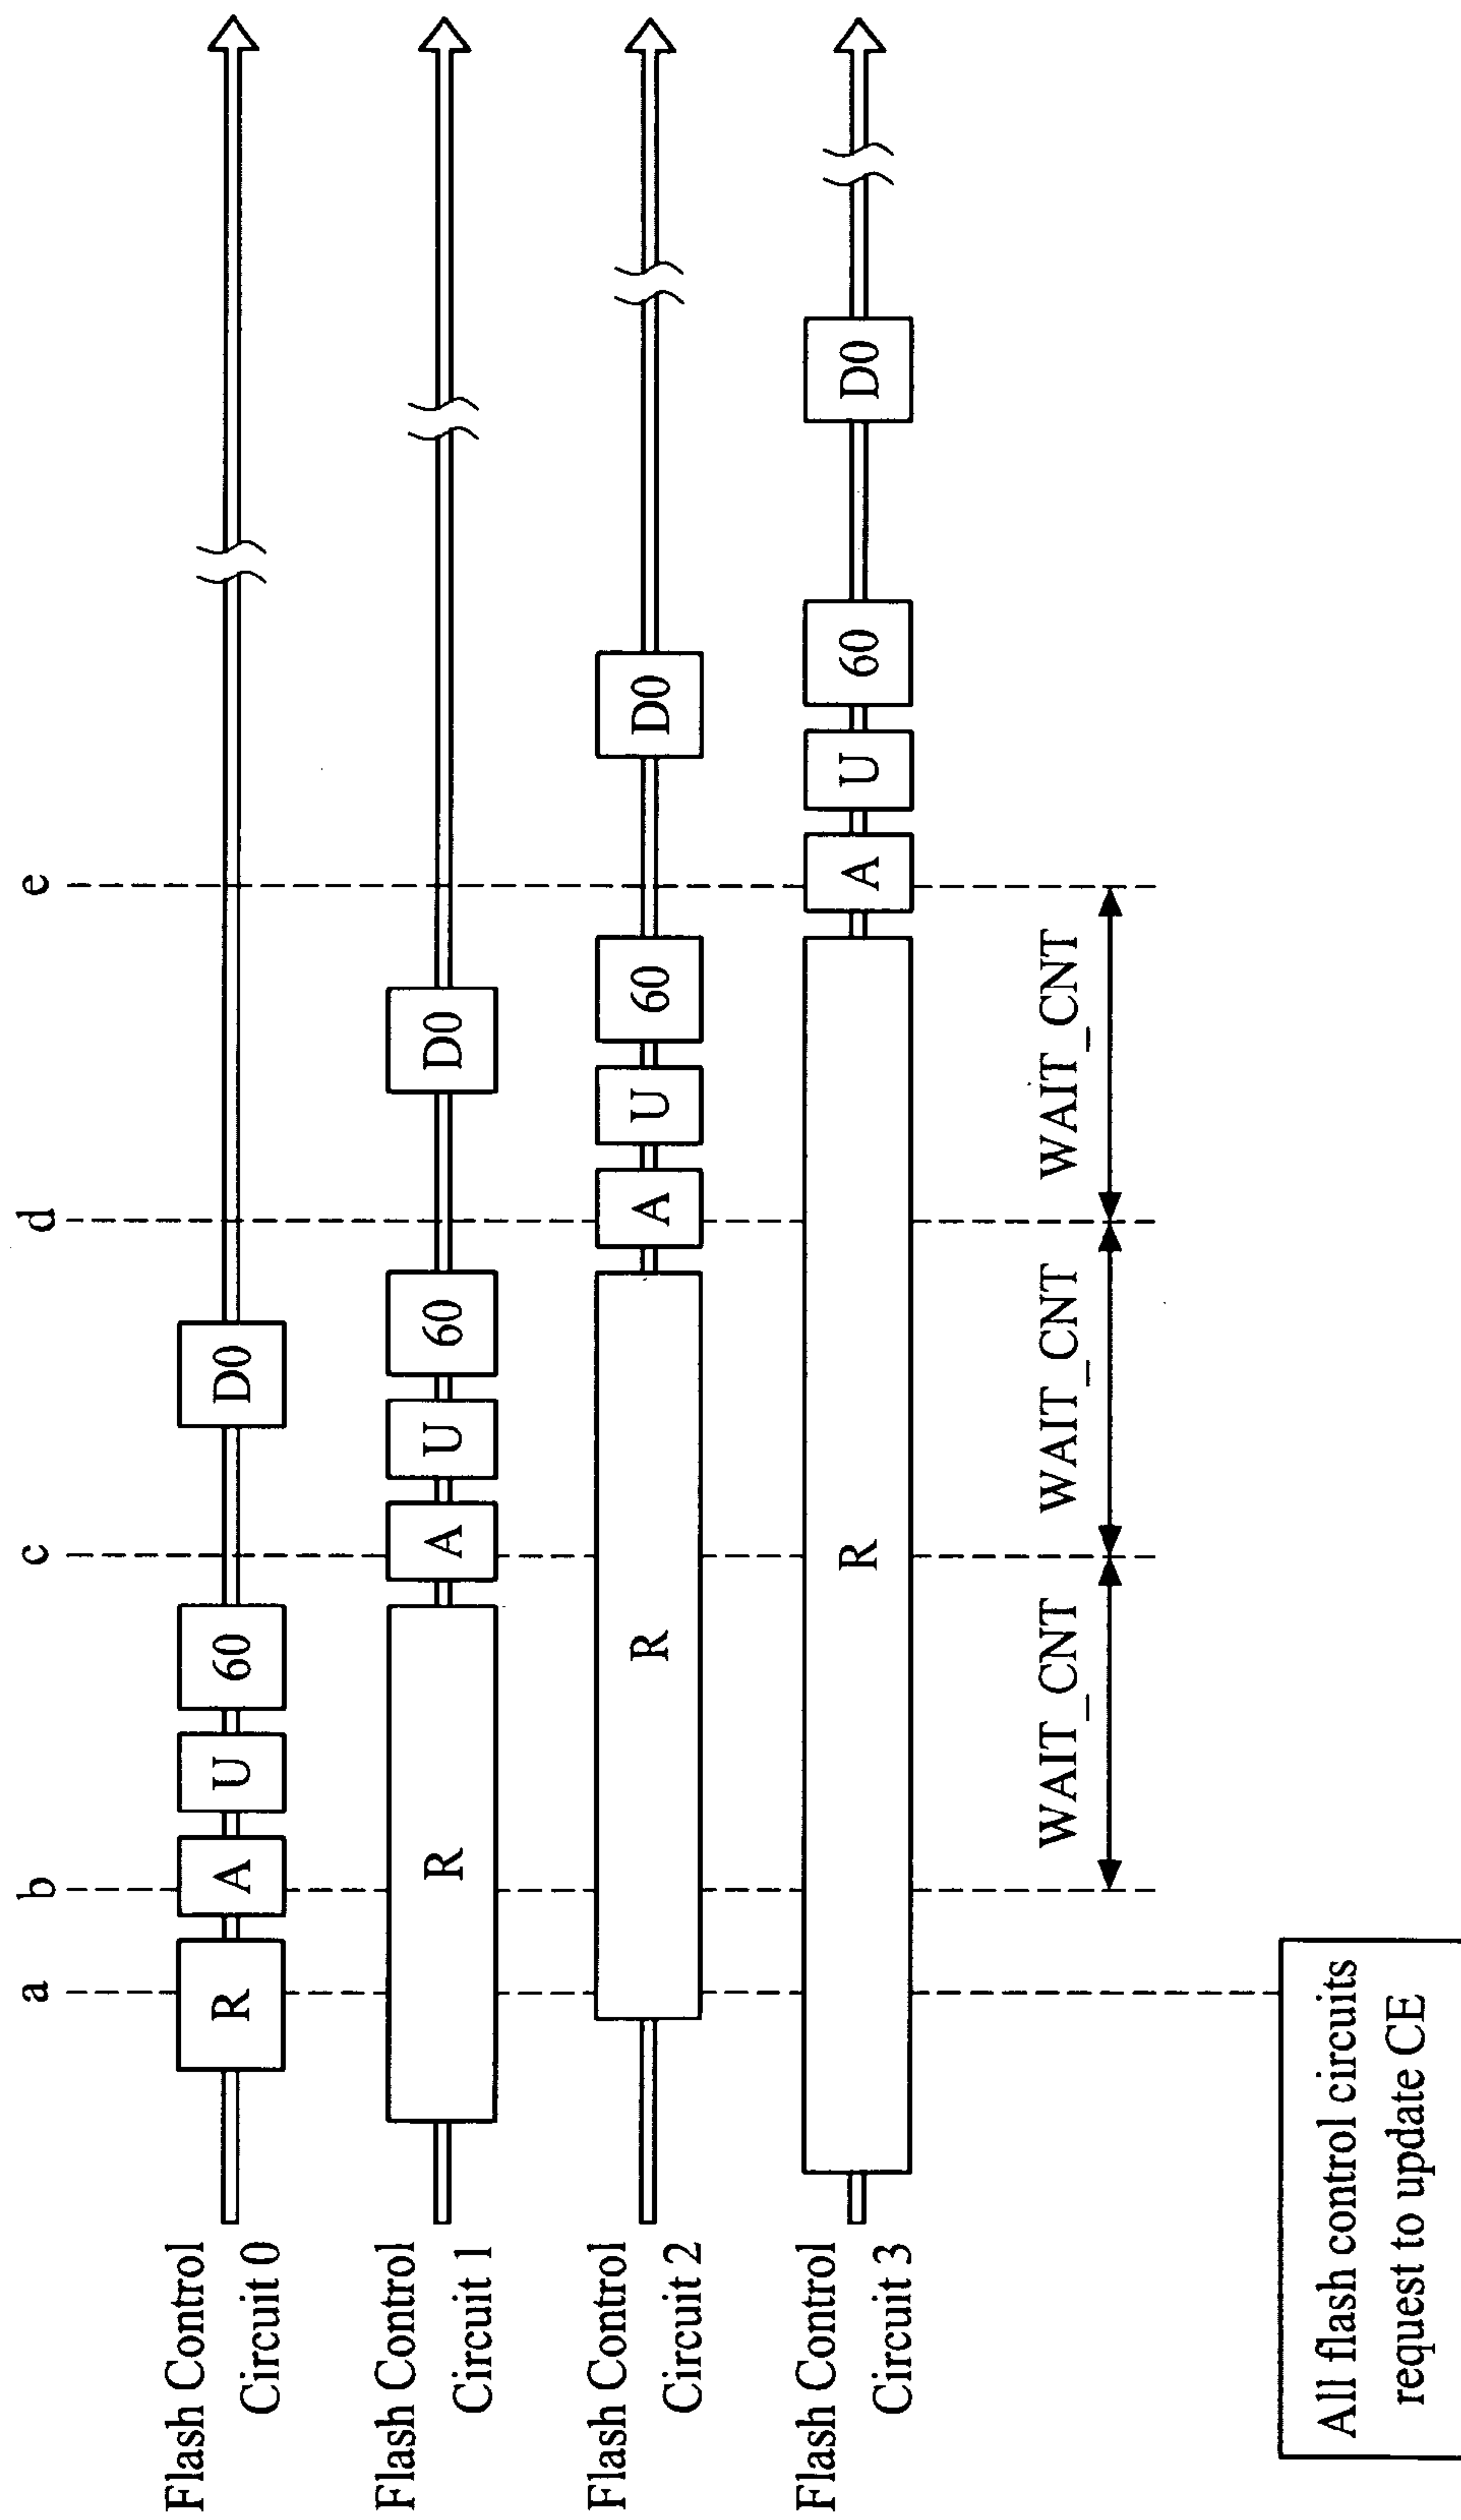 a
b
c
d
e
Flash Control
Circuit 0
R
A
U
60
D0
Flash Control
Circuit 1
R
A
U
60
D0
Flash Control
Circuit 2
R
A
U
60
D0
Flash Control
Circuit 3
R
A
U
60
D0
WAIT_CNT
WAIT_CNT
WAIT_CNT
All flash control circuits
request to update CE